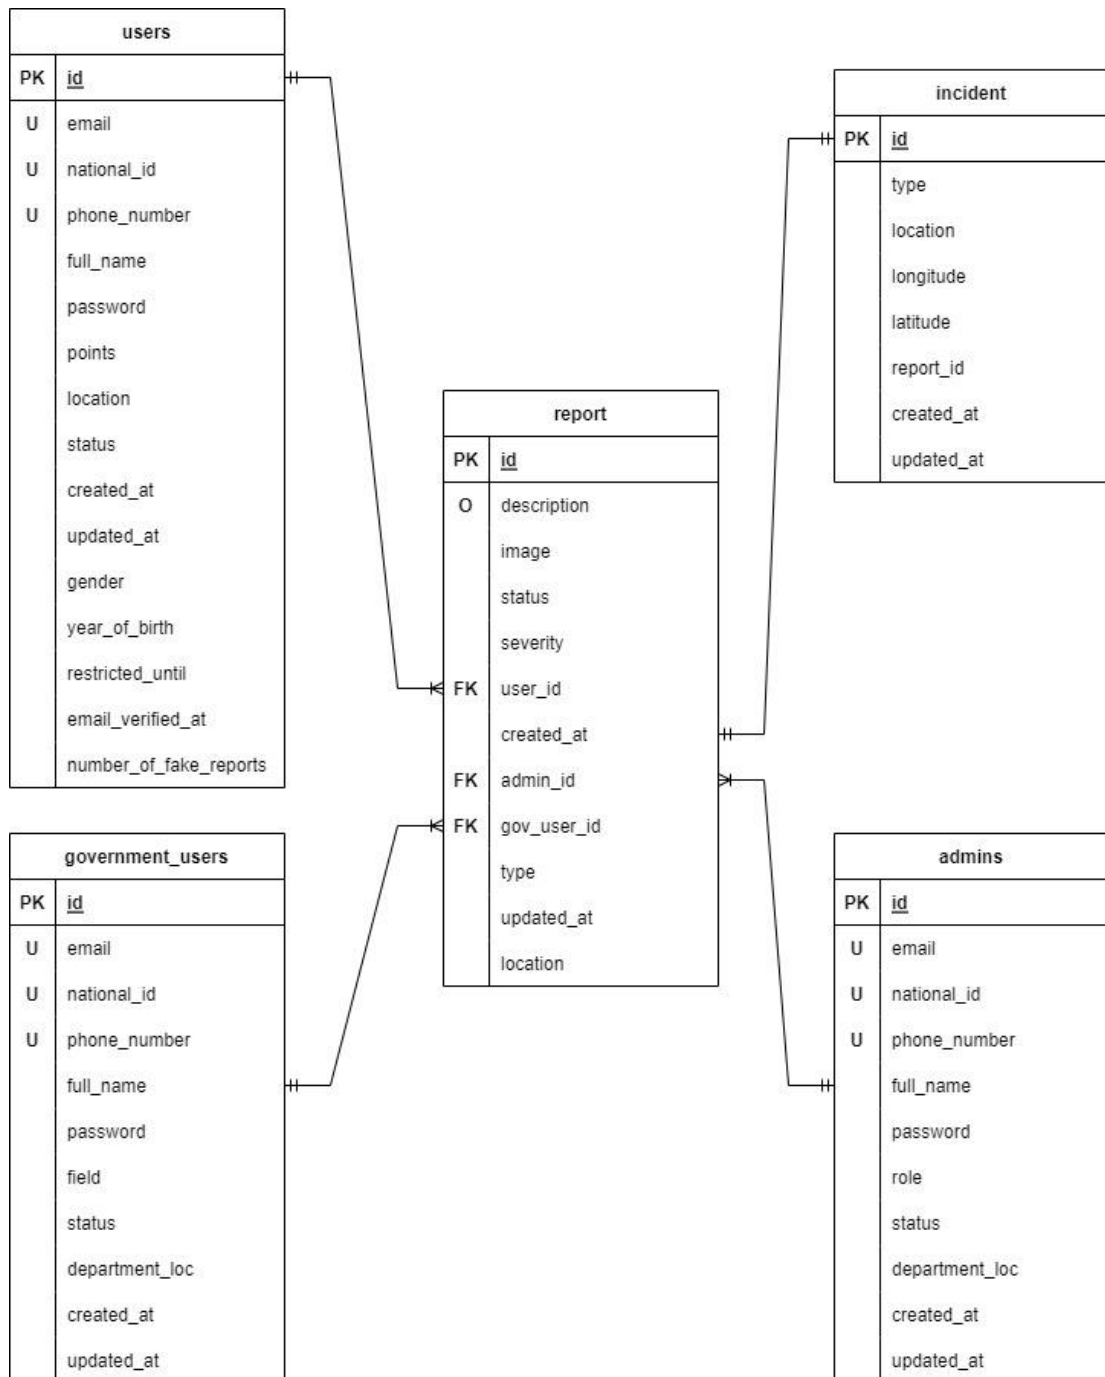 users
PK id
U email
U national_id
U phone_number
full_name
password
points
location
status
created_at
updated_at
gender
year_of_birth
restricted_until
email_verified_at
number_of_fake_reports
incident
PK id
type
location
longitude
latitude
report_id
created_at
updated_at
report
PK id
O description
image
status
severity
FK user_id
created_at
FK admin_id
FK gov_user_id
type
updated_at
location
government_users
PK id
U email
U national_id
U phone_number
full_name
password
field
status
department_loc
created_at
updated_at
admins
PK id
U email
U national_id
U phone_number
full_name
password
role
status
department_loc
created_at
updated_at